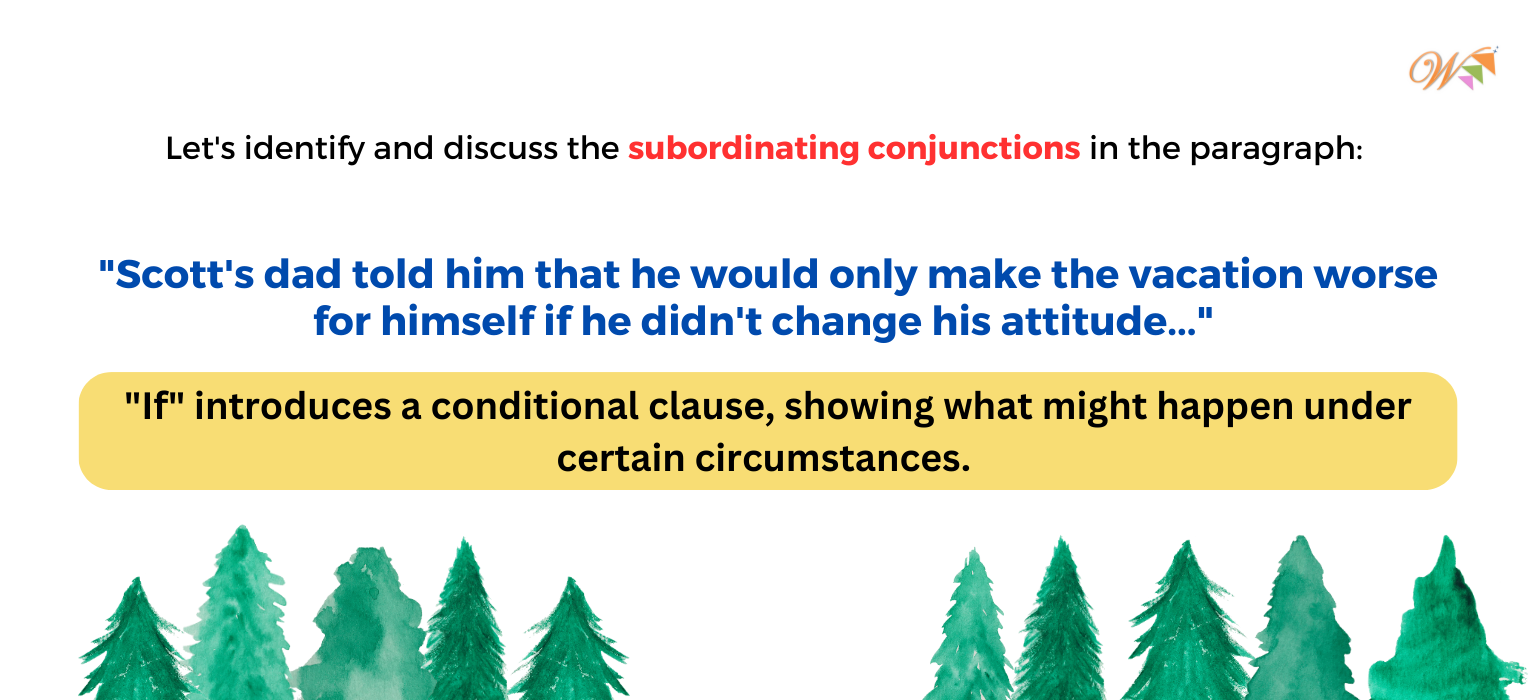 W
Let's identify and discuss the subordinating conjunctions in the paragraph:
"Scott's dad told him that he would only make the vacation worse
for himself if he didn't change his attitude..."
"If" introduces a conditional clause, showing what might happen under
certain circumstances.